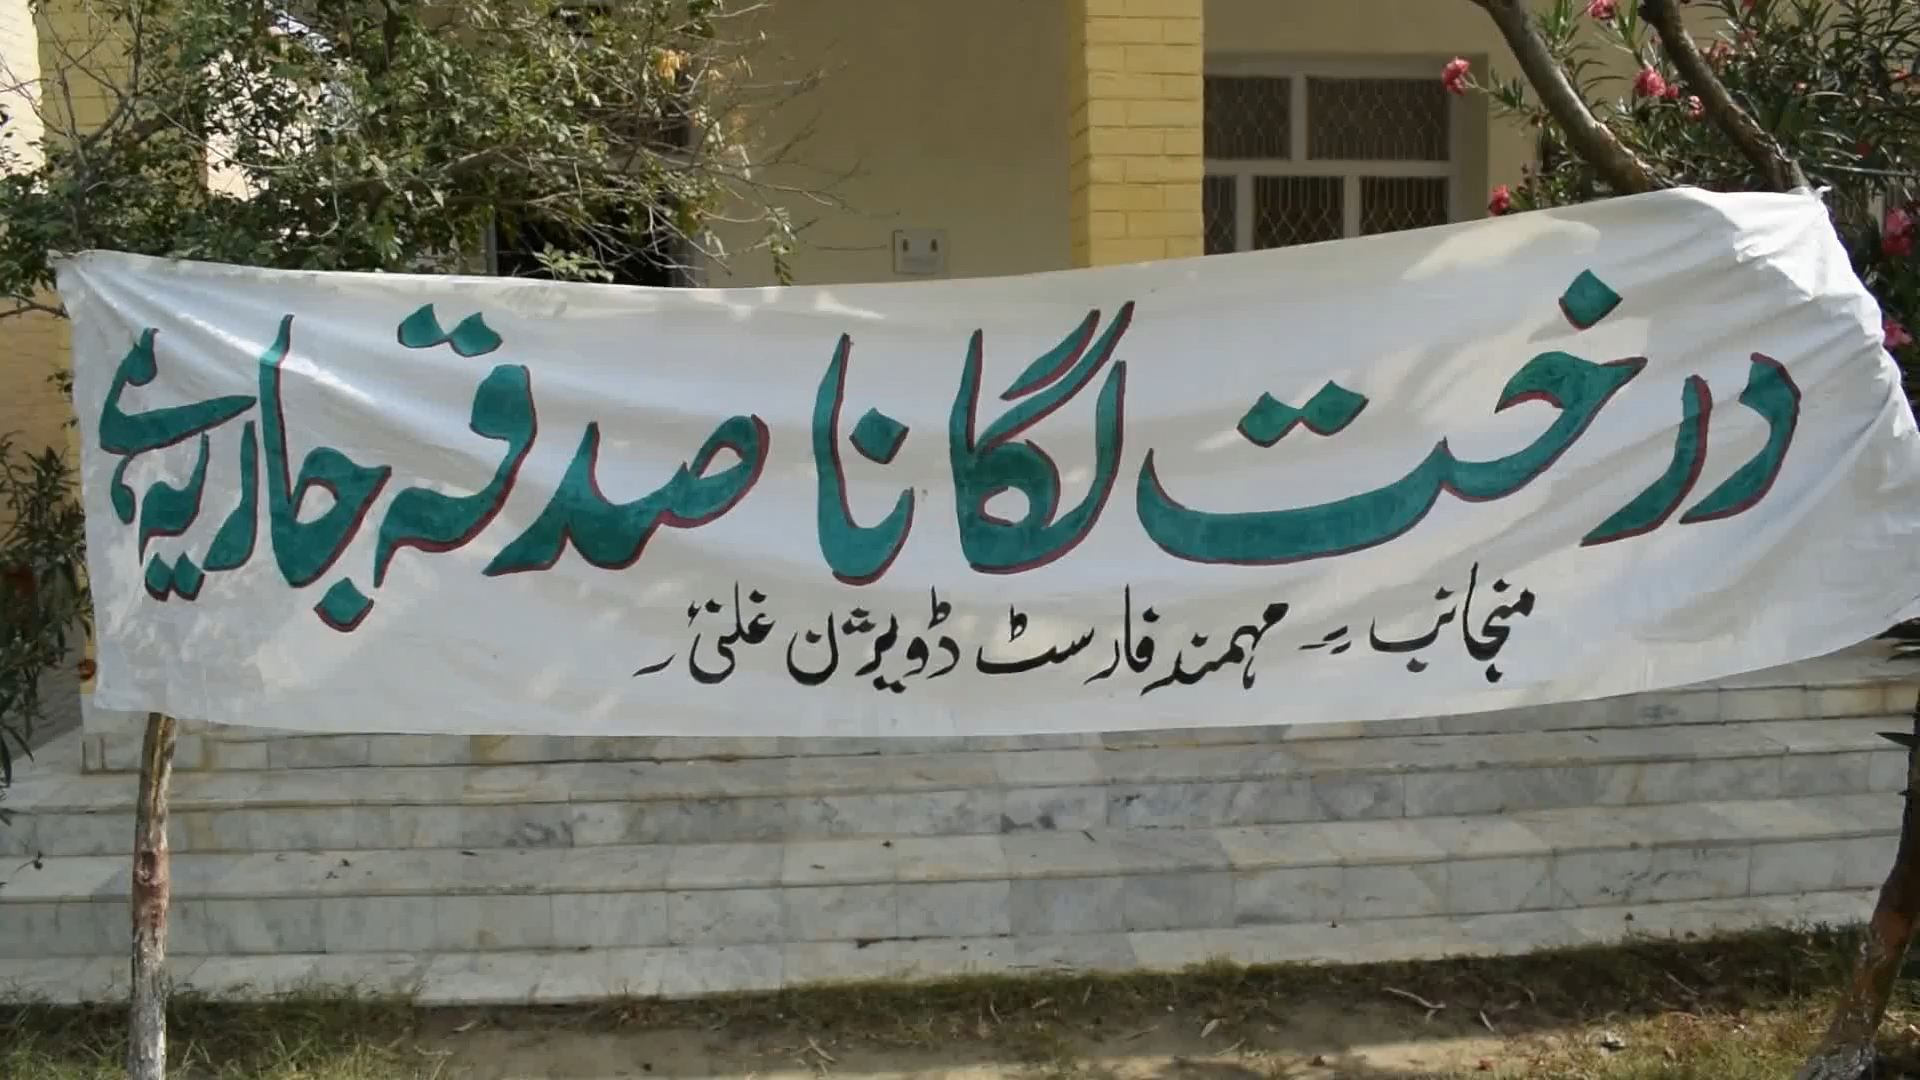 درخت لگانا صدقہ جاریہ ہے
منجانب ۔۔ مہمند فارسٹ ڈویژن غلنئ ۔